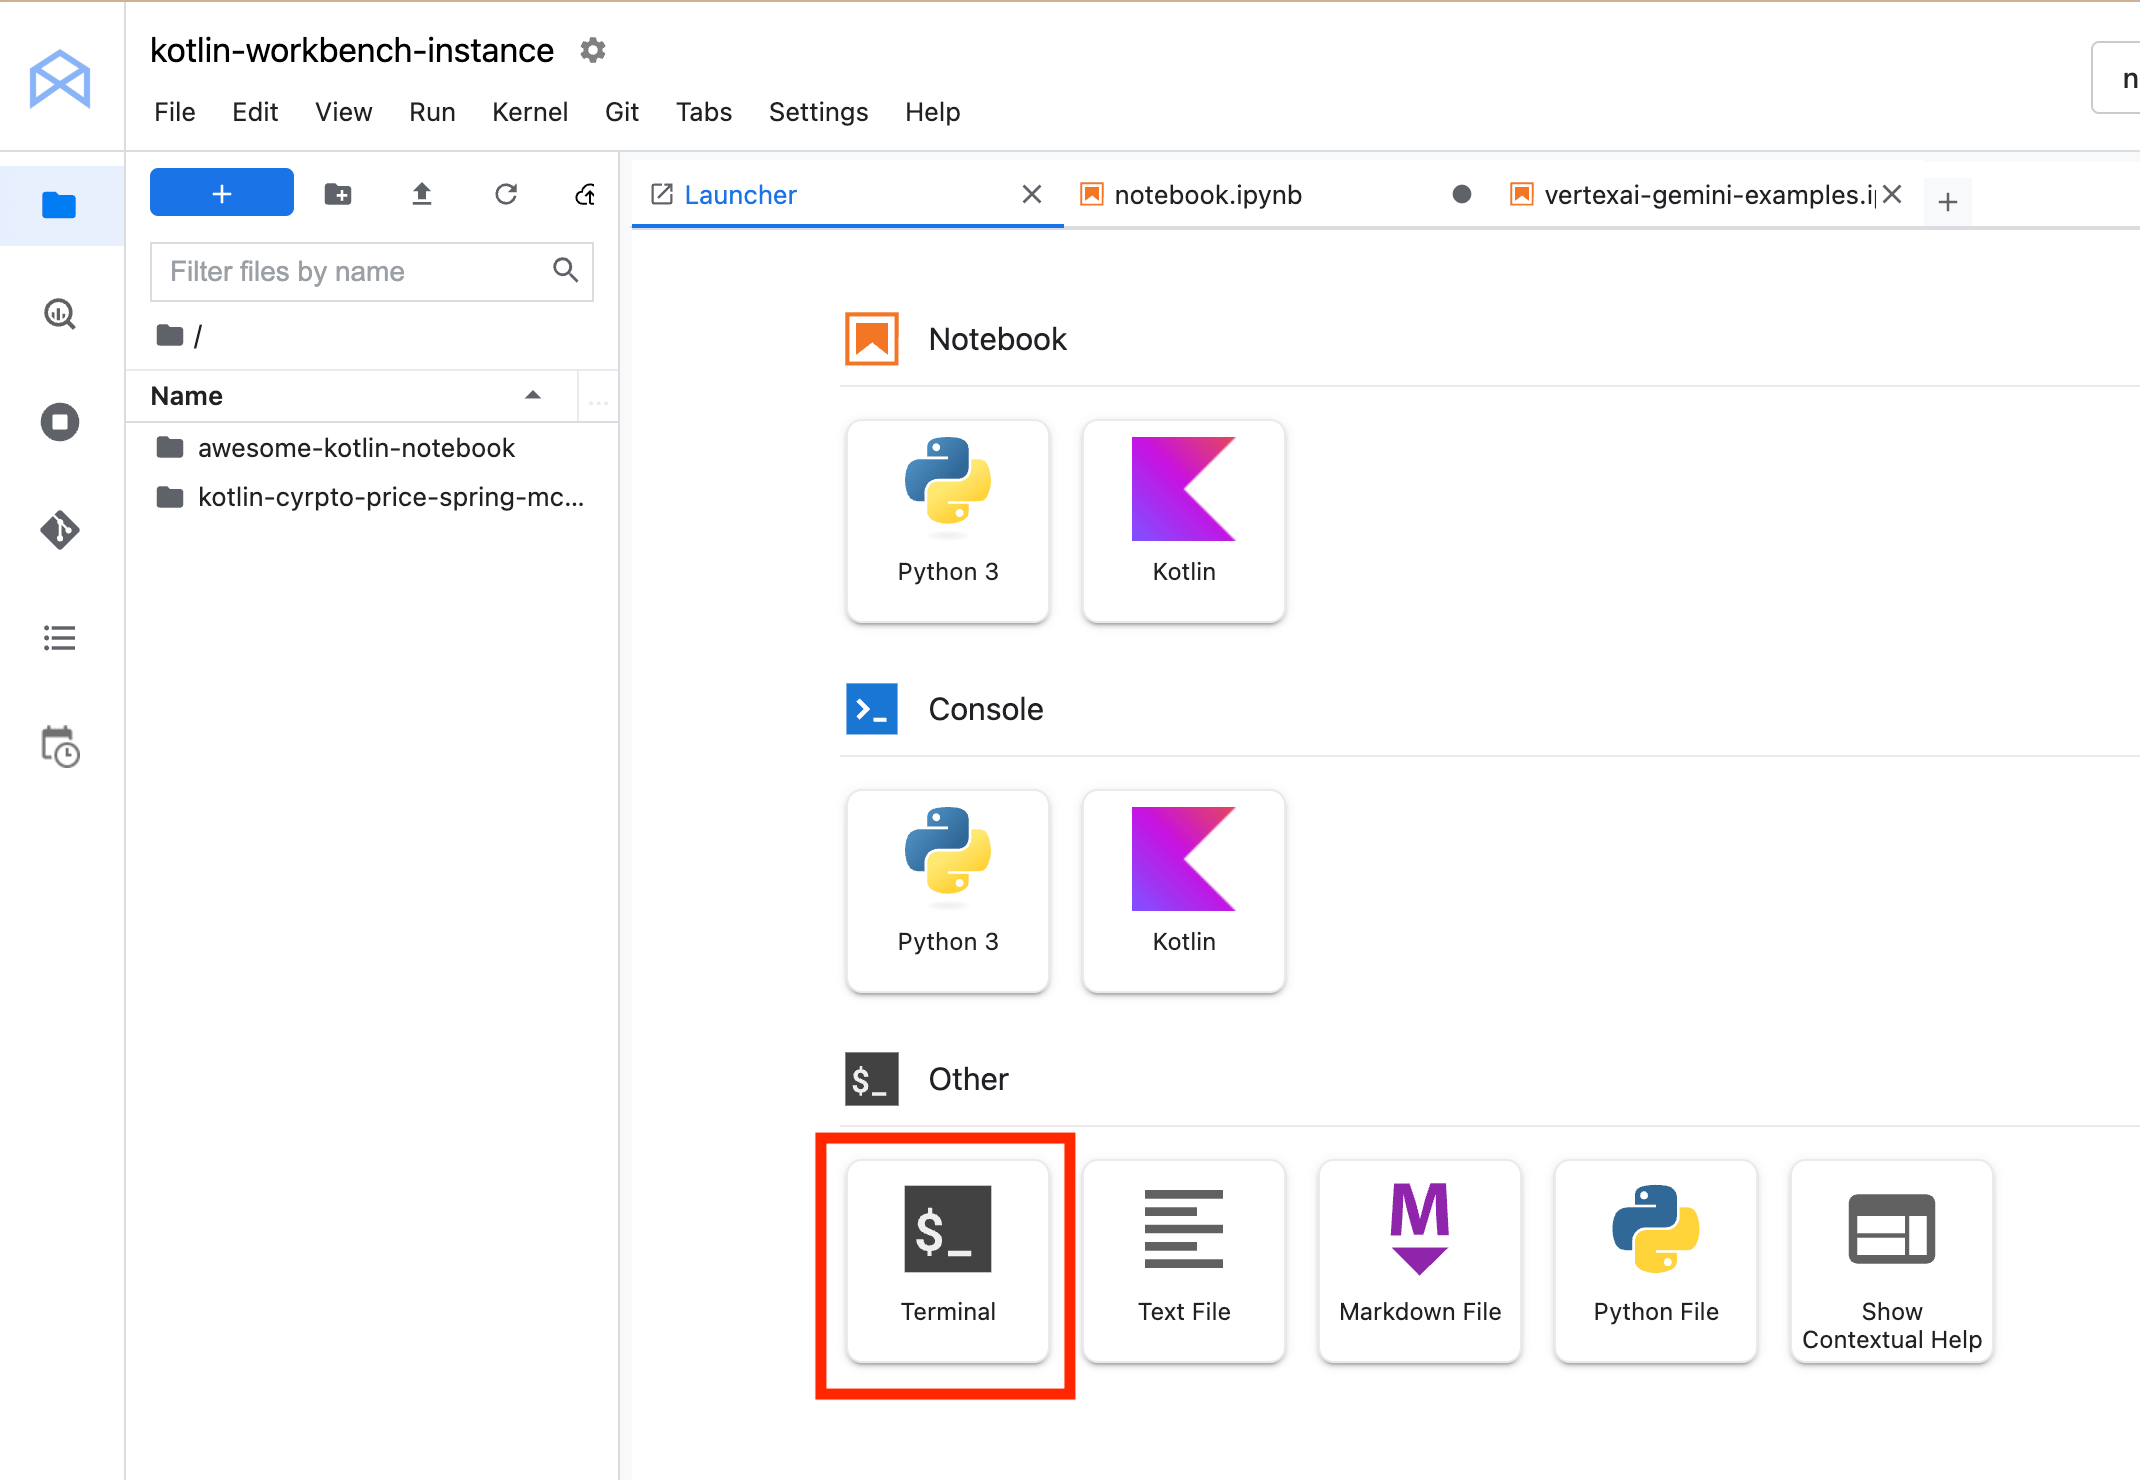 kotlin-workbench-instance
n
File Edit View Run Kernel Git Tabs Settings Help
+
Launcher
notebook.ipynb
vertexai-gemini-examples.i
+
Filter files by name
/
Name
...
awesome-kotlin-notebook
kotlin-cyrpto-price-spring-mc...
Notebook
Python 3
Kotlin
>_ Console
Python 3
Kotlin
$_ Other
$_
M
Terminal
Text File
Markdown File
Python File
Show
Contextual Help